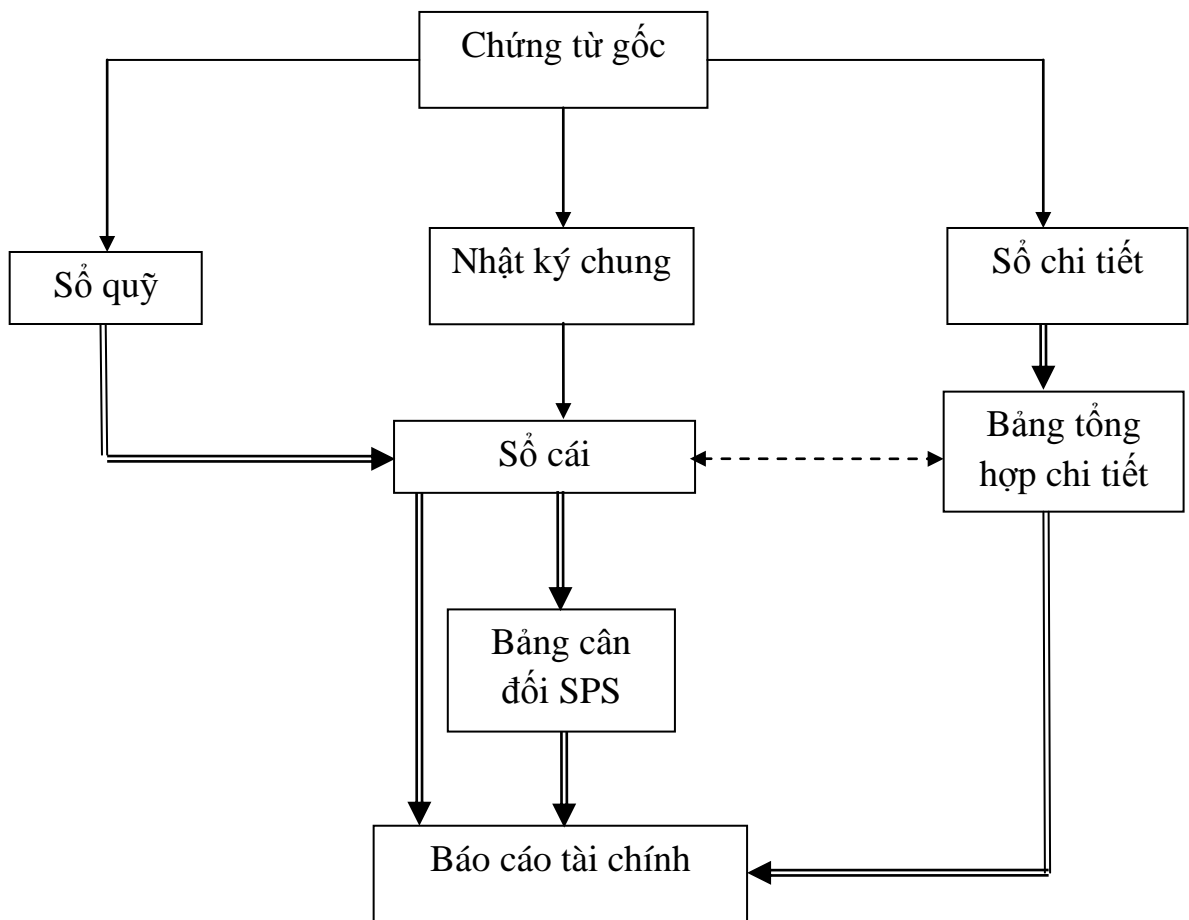 Chứng từ gốc
Nhật ký chung
Sổ chi tiết
Sổ quỹ
Sổ cái
Bảng tổng
hợp chi tiết
Bảng cân
đối SPS
Báo cáo tài chính